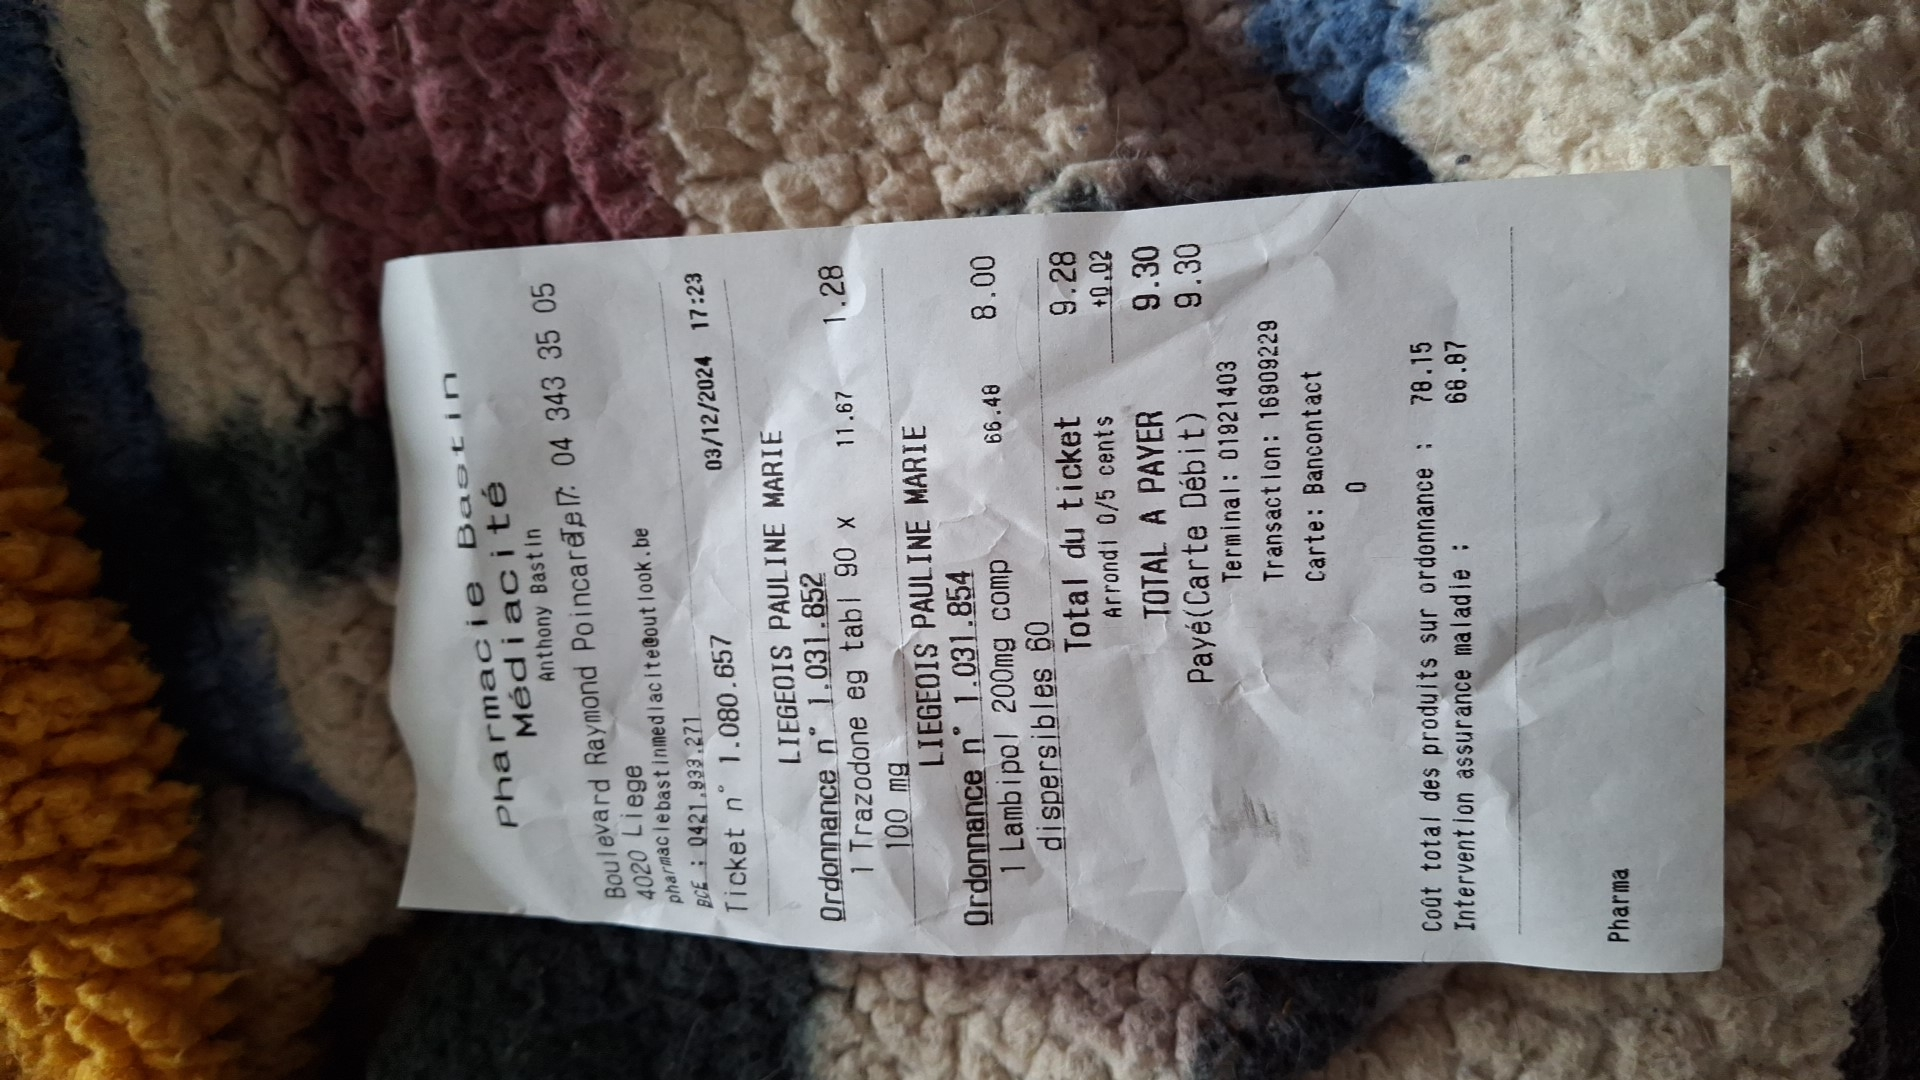 Pharmacie Bastin
Médiacité
Anthony Bastin
Boulevard Raymond Poincaré 7: 04 343 35 05
4020 Liege
pharmaciebastinmediacite@outlook.be
BCE : 0421.933.271
03/12/2024 17:23
Ticket n° 1.080.657
LIEGEOIS PAULINE MARIE
Ordonnance n° 1.031.852
1 Trazodone eg tabl 90 x 11.67 1.28
100 mg
LIEGEOIS PAULINE MARIE
Ordonnance n° 1.031.854
1 Lambipol 200mg comp 66.48 8.00
dispersibles 60
Total du ticket 9.28
Arrondi 0/5 cents +0.02
TOTAL A PAYER 9.30
Payé(Carte Débit) 9.30
Terminal: 01921403
Transaction: 16909229
Carte: Bancontact
0
Coût total des produits sur ordonnance : 78.15
Intervention assurance maladie : 68.87
Pharma